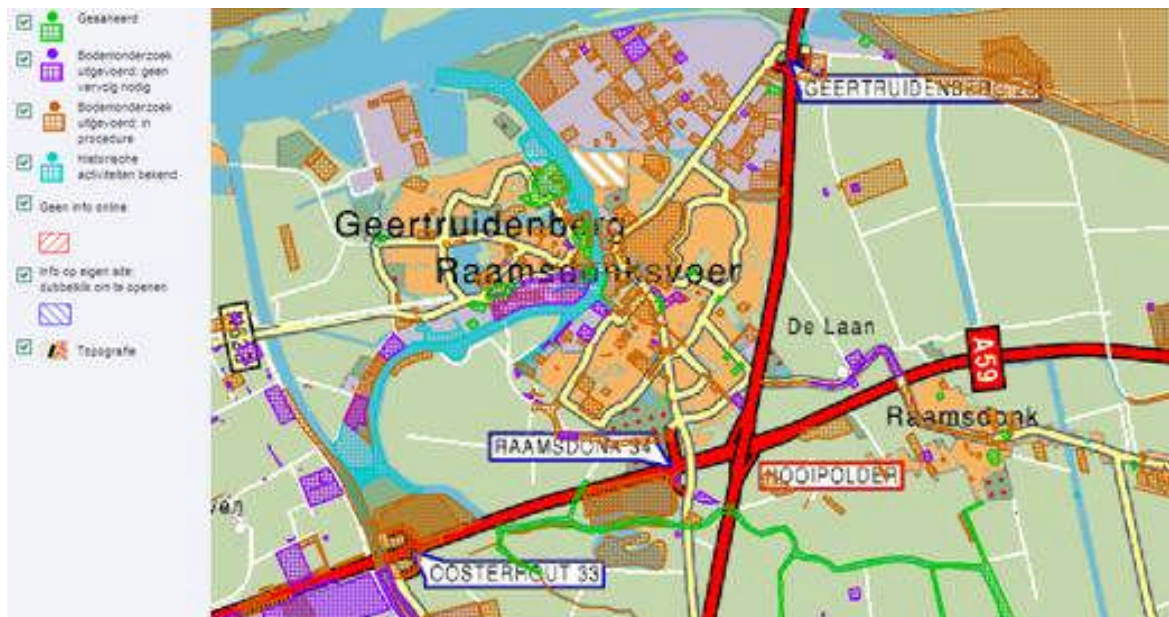 Gesaneerd
Bodemonderzoek
uitgevoerd: geen
vervolg nodig
Bodemonderzoek
uitgevoerd: in
procedure
Historische
activiteiten bekend
Geen info online
Info op eigen site:
dubbelklik om te openen
Topografie
GEERTRUIDENBERG
Geertruidenberg
Raamsdonksveer
De Laan
A59
Raamsdonk
RAAMSDONK 34
HOOIPOLDER
OOSTERHOUT 33